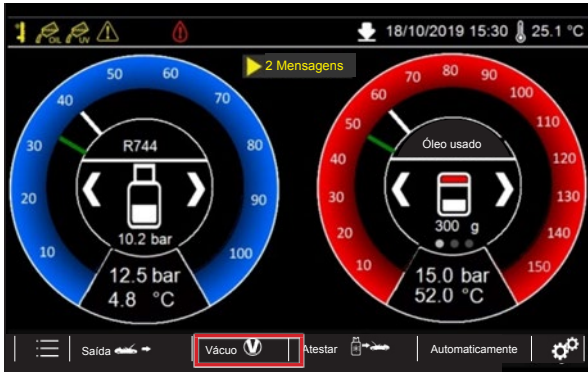 OIL UV 18/10/2019 15:30 25.1 °C
2 Mensagens
10 20 30 40 50 60 70 80 90 100
R744
10.2 bar
12.5 bar
4.8 °C
10 20 30 40 50 60 70 80 90 100 110 120 130 140 150
Óleo usado
300 g
15.0 bar
52.0 °C
Saída
Vácuo V
Atestar
Automaticamente